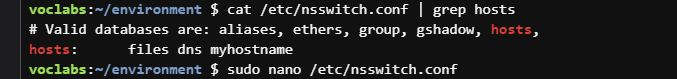 voclabs:~/environment $ cat /etc/nsswitch.conf | grep hosts
# Valid databases are: aliases, ethers, group, gshadow, hosts,
hosts:      files dns myhostname
voclabs:~/environment $ sudo nano /etc/nsswitch.conf